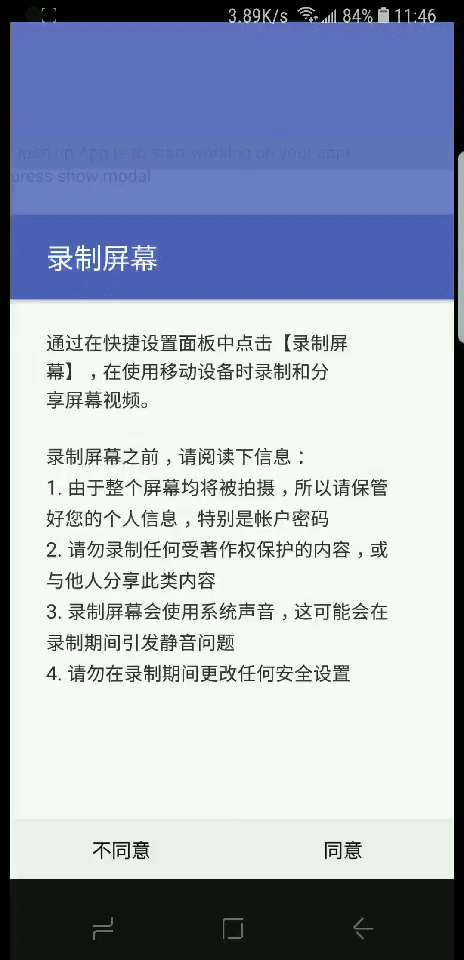 3.89K/s 84% 11:46
Open up App.js to start working on your app!
press show modal
录制屏幕
通过在快捷设置面板中点击【录制屏
幕】，在使用移动设备时录制和分
享屏幕视频。
录制屏幕之前，请阅读下信息：
1. 由于整个屏幕均将被拍摄，所以请保管
好您的个人信息，特别是帐户密码
2. 请勿录制任何受著作权保护的内容，或
与他人分享此类内容
3. 录制屏幕会使用系统声音，这可能会在
录制期间引发静音问题
4. 请勿在录制期间更改任何安全设置
不同意 同意